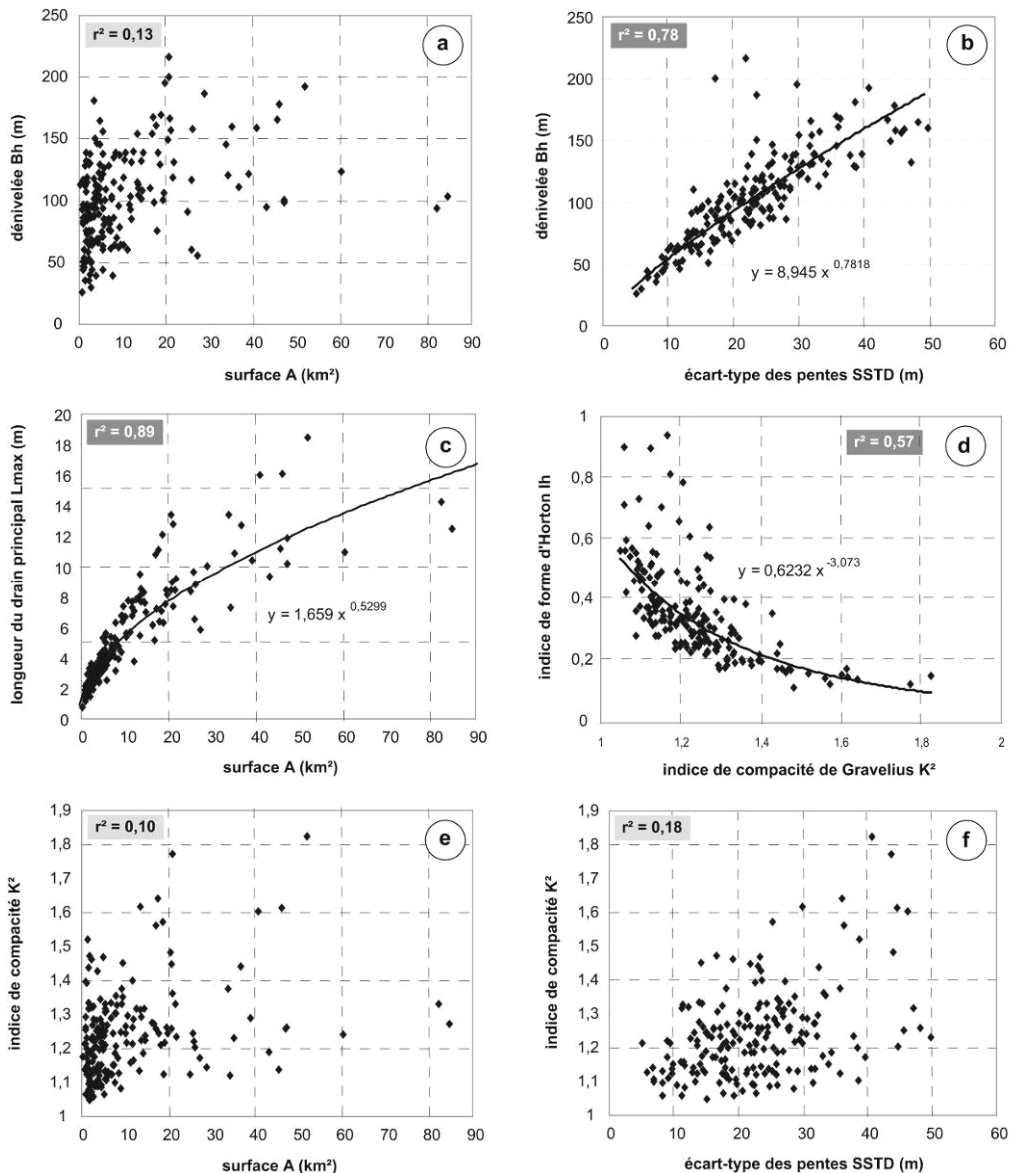 r² = 0,13
a
dénivelée Bh (m)
250
200
150
100
50
0
0 10 20 30 40 50 60 70 80 90
surface A (km²)
r² = 0,78
b
dénivelée Bh (m)
250
200
150
100
50
0
y = 8,945 x 0,7818
0 10 20 30 40 50 60
écart-type des pentes SSTD (m)
r² = 0,89
c
longueur du drain principal Lmax (m)
20
18
16
14
12
10
8
6
4
2
0
y = 1,659 x 0,5299
0 10 20 30 40 50 60 70 80 90
surface A (km²)
r² = 0,57
d
indice de forme d'Horton Ih
1
0,8
0,6
0,4
0,2
0
y = 0,6232 x -3,073
1 1,2 1,4 1,6 1,8 2
indice de compacité de Gravelius K²
r² = 0,10
e
indice de compacité K²
1,9
1,8
1,7
1,6
1,5
1,4
1,3
1,2
1,1
1
0 10 20 30 40 50 60 70 80 90
surface A (km²)
r² = 0,18
f
indice de compacité K²
1,9
1,8
1,7
1,6
1,5
1,4
1,3
1,2
1,1
1
0 10 20 30 40 50 60
écart-type des pentes SSTD (m)